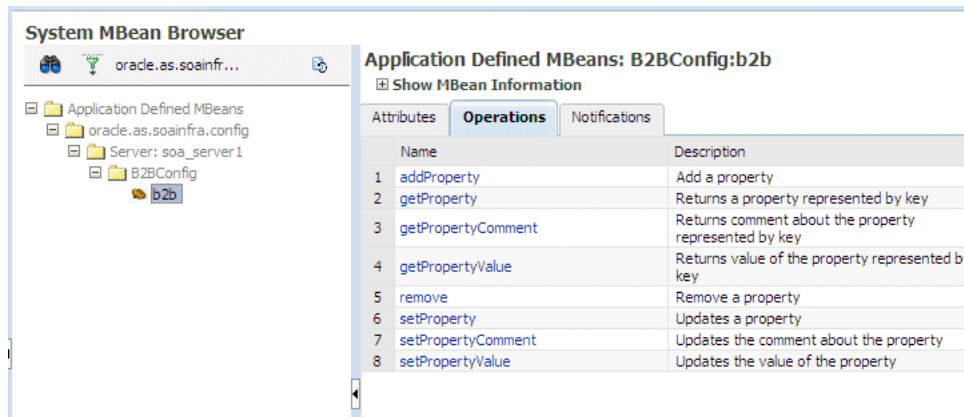 System MBean Browser
oracle.as.soainfr...
Application Defined MBeans
oracle.as.soainfra.config
Server: soa_server1
B2BConfig
b2b
Application Defined MBeans: B2BConfig:b2b
Show MBean Information
Attributes Operations Notifications
Name Description
1 addProperty Add a property
2 getProperty Returns a property represented by key
3 getPropertyComment Returns comment about the property
represented by key
4 getPropertyValue Returns value of the property represented b
key
5 remove Remove a property
6 setProperty Updates a property
7 setPropertyComment Updates the comment about the property
8 setPropertyValue Updates the value of the property